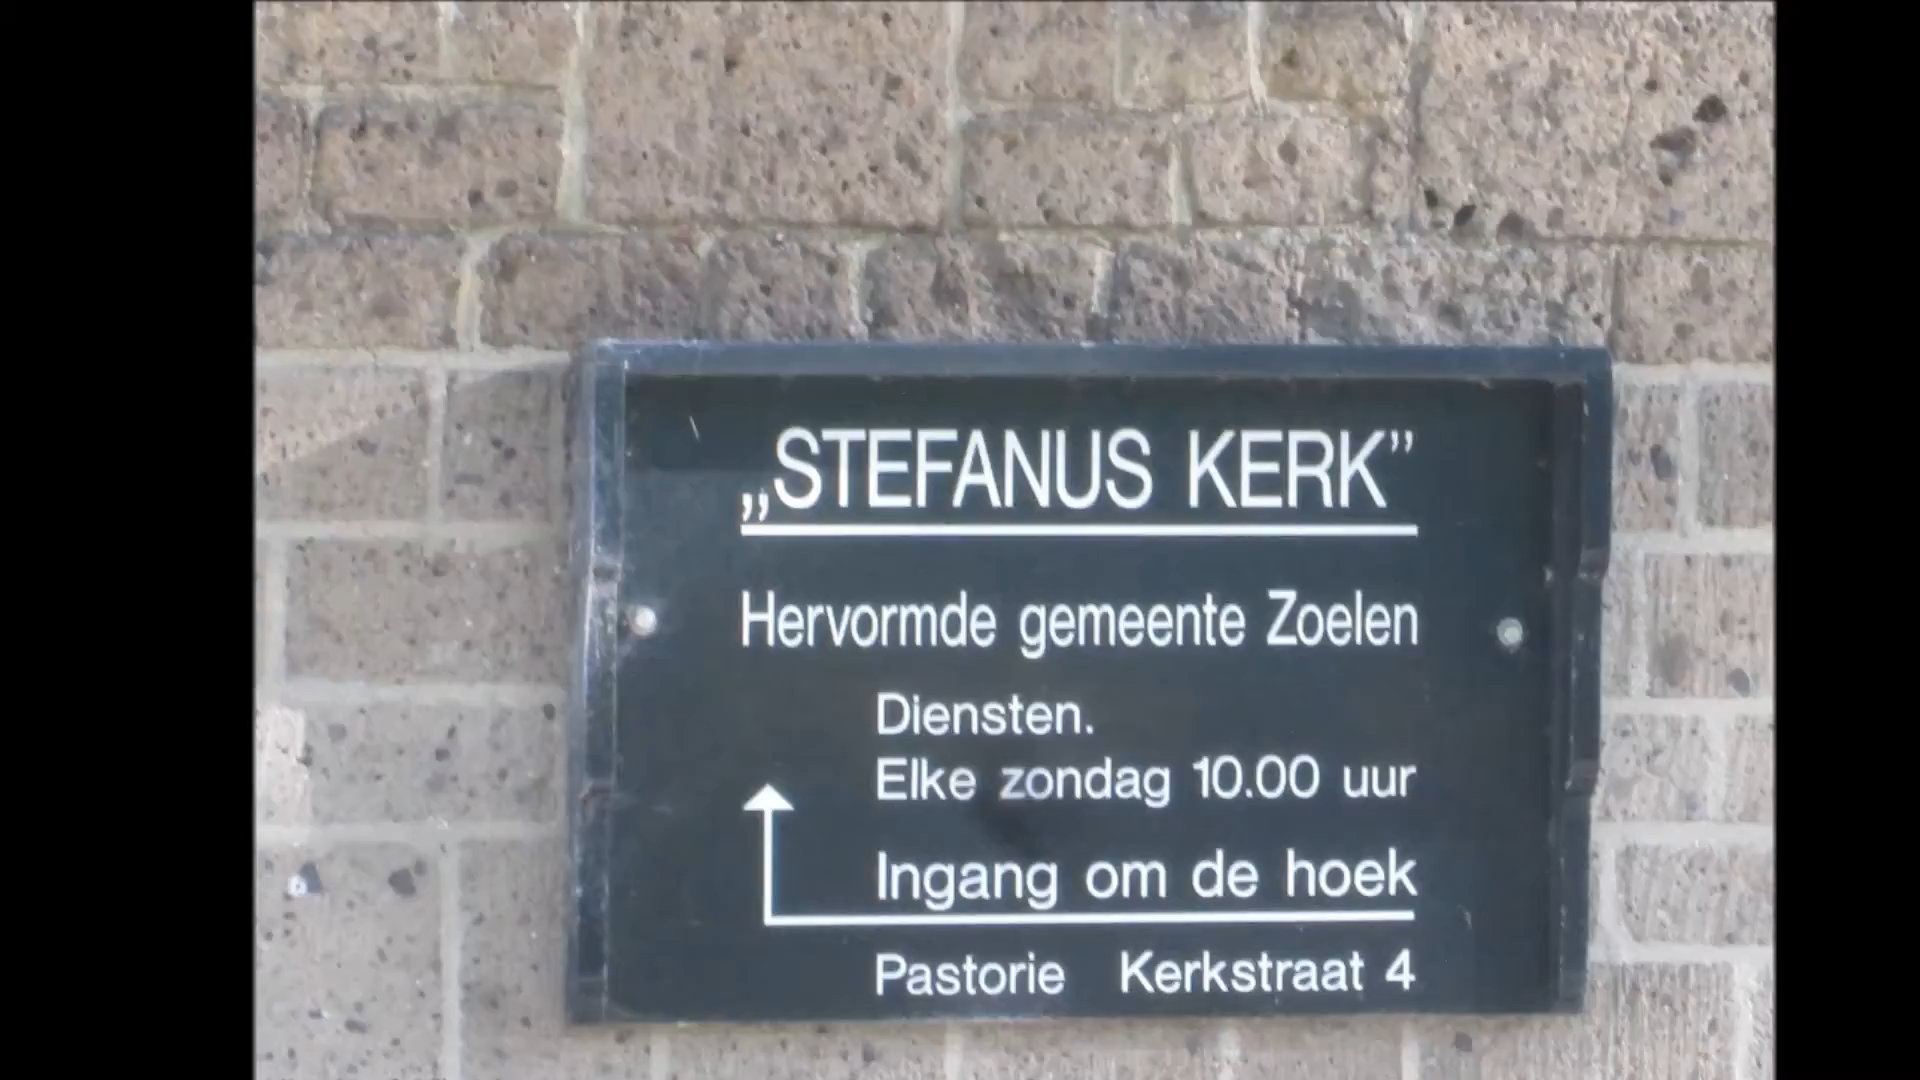 „STEFANUS KERK”
Hervormde gemeente Zoelen
Diensten.
Elke zondag 10.00 uur
Ingang om de hoek
Pastorie Kerkstraat 4